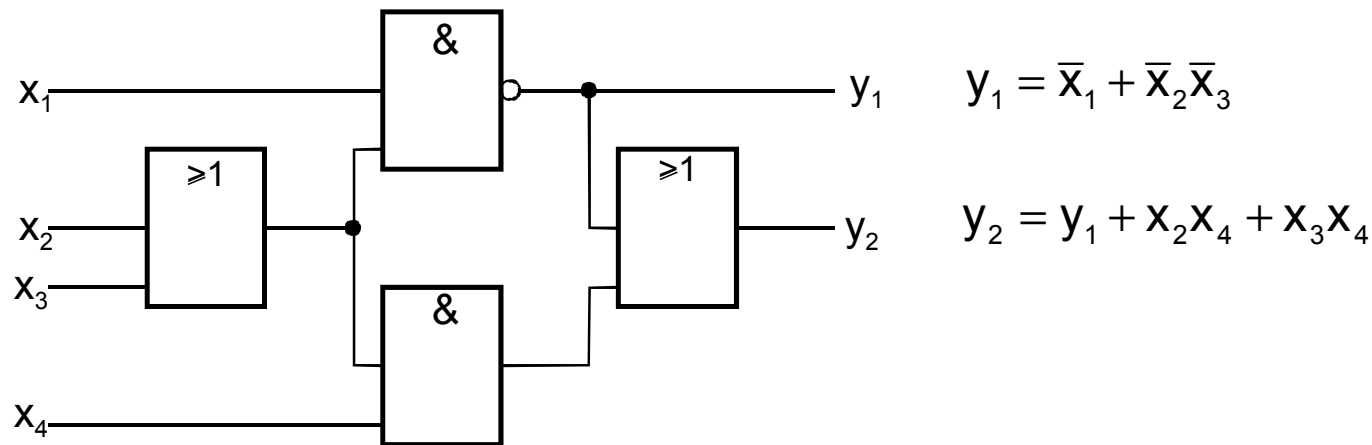 &
x₁ y₁ y₁ = x̅₁ + x̅₂x̅₃
≥1 ≥1
x₂ y₂ y₂ = y₁ + x₂x₄ + x₃x₄
x₃
&
x₄